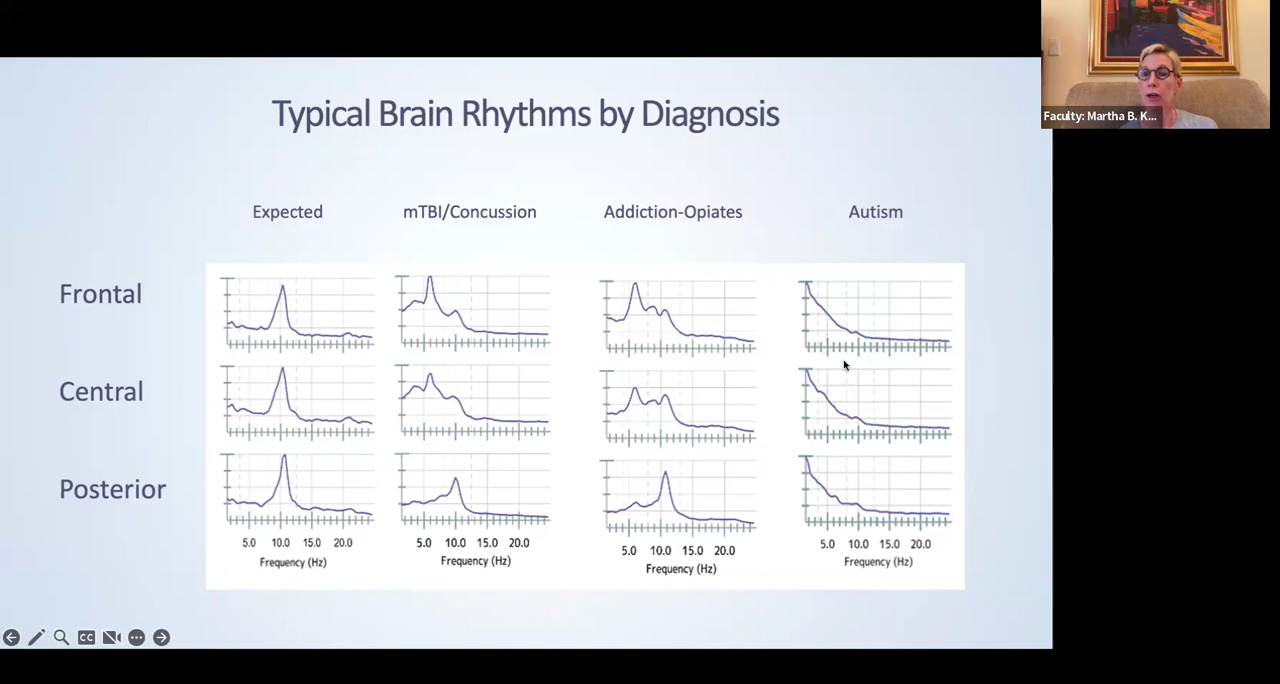 Typical Brain Rhythms by Diagnosis
Faculty: Martha B. K...
Expected mTBI/Concussion Addiction-Opiates Autism
Frontal
Central
Posterior
5.0 10.0 15.0 20.0 5.0 10.0 15.0 20.0 5.0 10.0 15.0 20.0 5.0 10.0 15.0 20.0
Frequency (Hz) Frequency (Hz) Frequency (Hz) Frequency (Hz)
CC